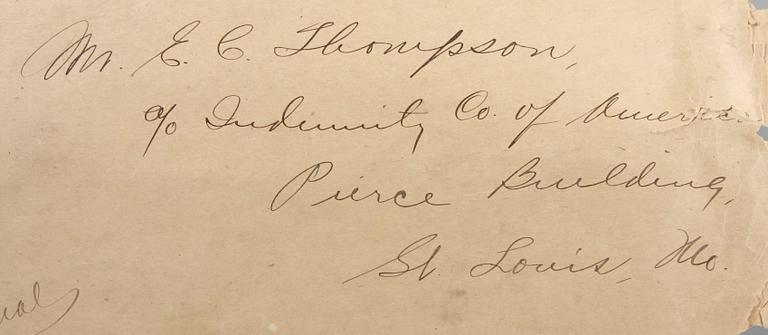 Mr. E. C. Thompson,
c/o Indemnity Co. of America
Pierce Building,
St. Louis, Mo.